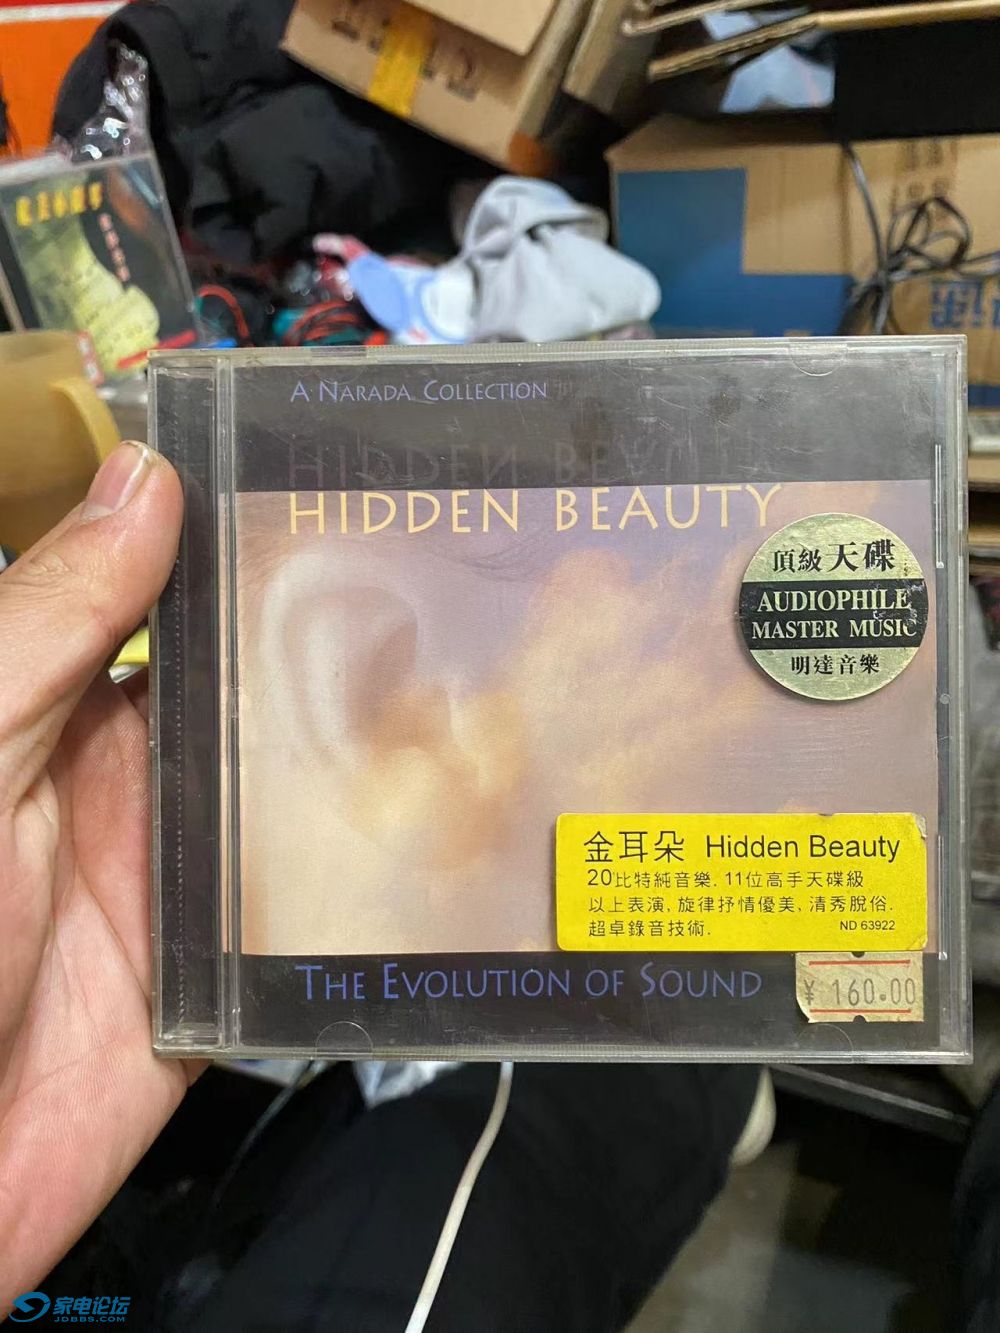 A NARADA COLLECTION
HIDDEN BEAUTY
頂級天碟
AUDIOPHILE
MASTER MUSIC
明達音樂
金耳朵 Hidden Beauty
20比特純音樂. 11位高手天碟級
以上表演, 旋律抒情優美, 清秀脫俗.
超卓錄音技術.
ND 63922
THE EVOLUTION OF SOUND
¥ 160.00
家电论坛
JDBBS.COM